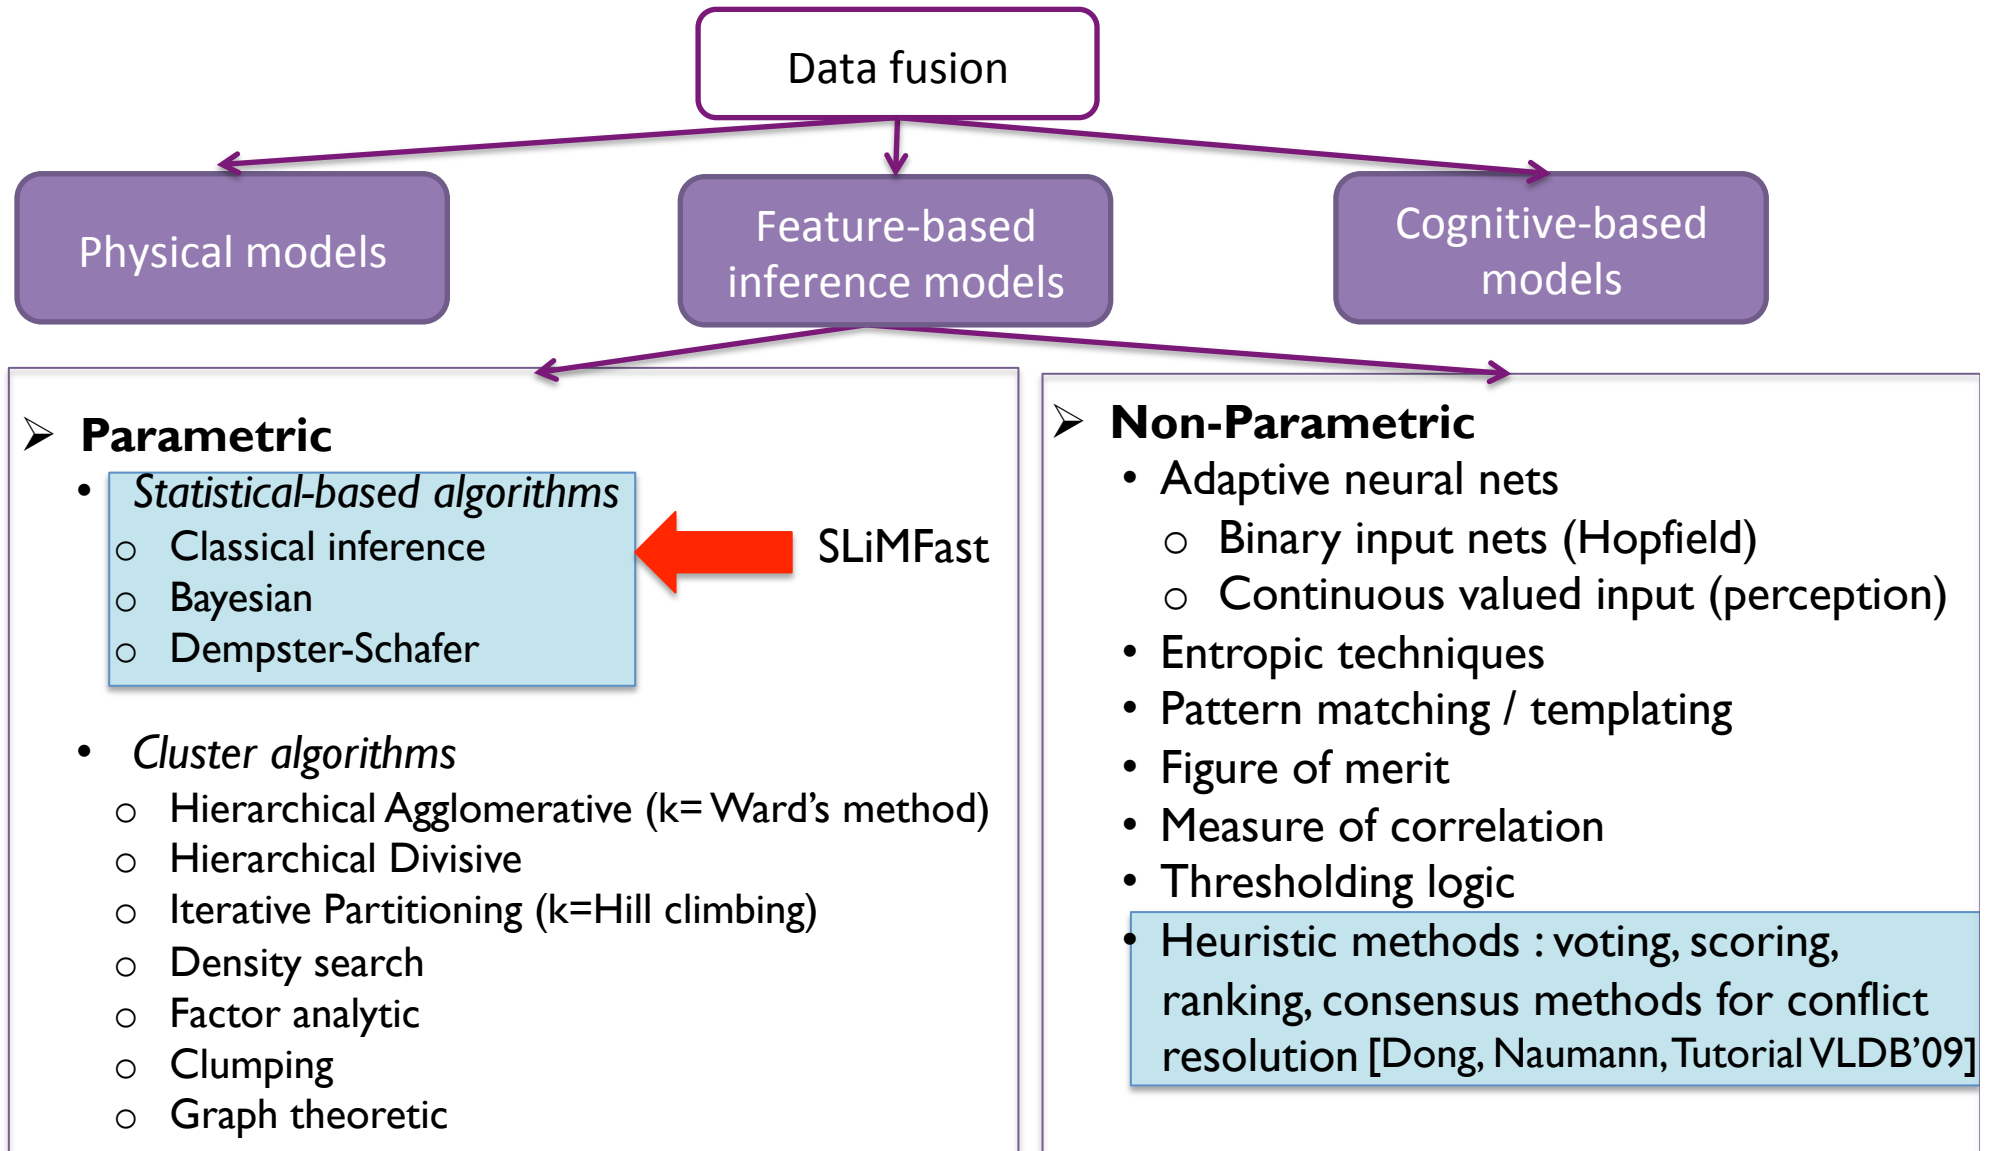 Data fusion
Physical models
Feature-based
inference models
Cognitive-based
models
➢ Parametric
• Statistical-based algorithms
o Classical inference
o Bayesian
o Dempster-Schafer
SLiMFast
• Cluster algorithms
o Hierarchical Agglomerative (k= Ward’s method)
o Hierarchical Divisive
o Iterative Partitioning (k=Hill climbing)
o Density search
o Factor analytic
o Clumping
o Graph theoretic
➢ Non-Parametric
• Adaptive neural nets
o Binary input nets (Hopfield)
o Continuous valued input (perception)
• Entropic techniques
• Pattern matching / templating
• Figure of merit
• Measure of correlation
• Thresholding logic
• Heuristic methods : voting, scoring,
ranking, consensus methods for conflict
resolution [Dong, Naumann, Tutorial VLDB’09]